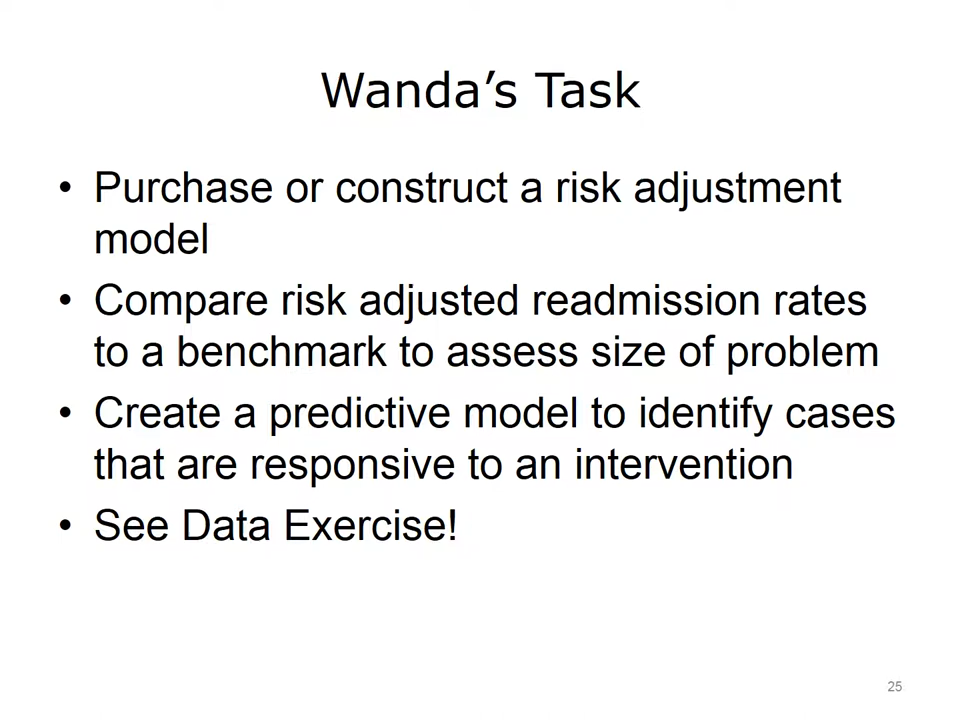 Wanda’s Task
• Purchase or construct a risk adjustment
model
• Compare risk adjusted readmission rates
to a benchmark to assess size of problem
• Create a predictive model to identify cases
that are responsive to an intervention
• See Data Exercise!
25